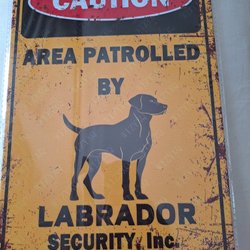 CAUTION
AREA PATROLLED
BY
LABRADOR
SECURITY, Inc.